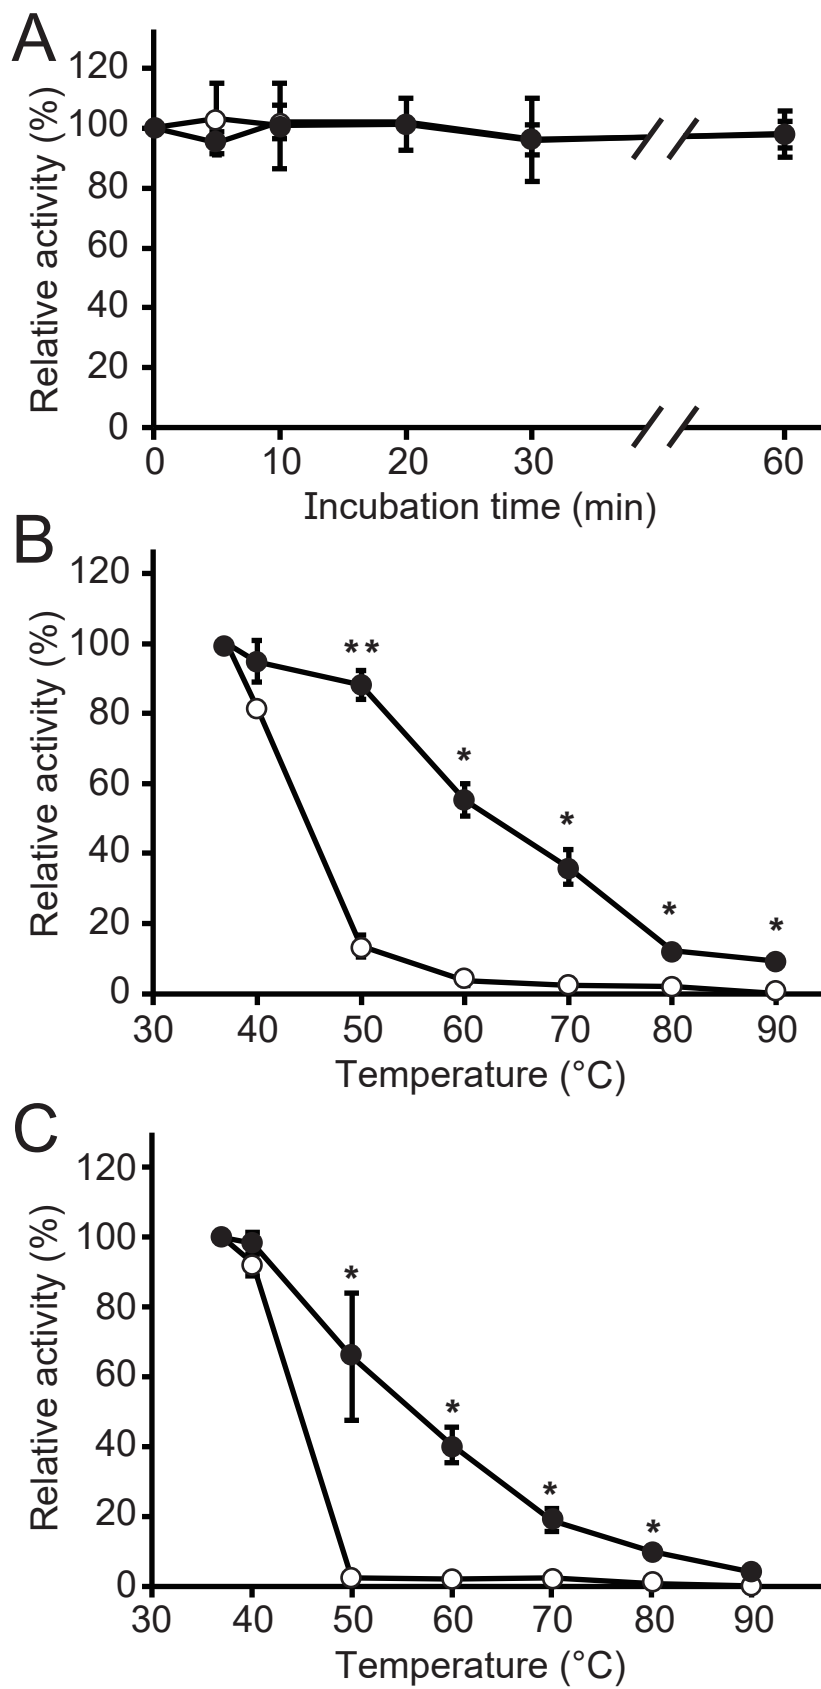 A
120
100
80
60
40
20
0
Relative activity (%)
0 10 20 30 60
Incubation time (min)
B
120
100
80
60
40
20
0
Relative activity (%)
** * * * *
30 40 50 60 70 80 90
Temperature (°C)
C
120
100
80
60
40
20
0
Relative activity (%)
* * * *
30 40 50 60 70 80 90
Temperature (°C)